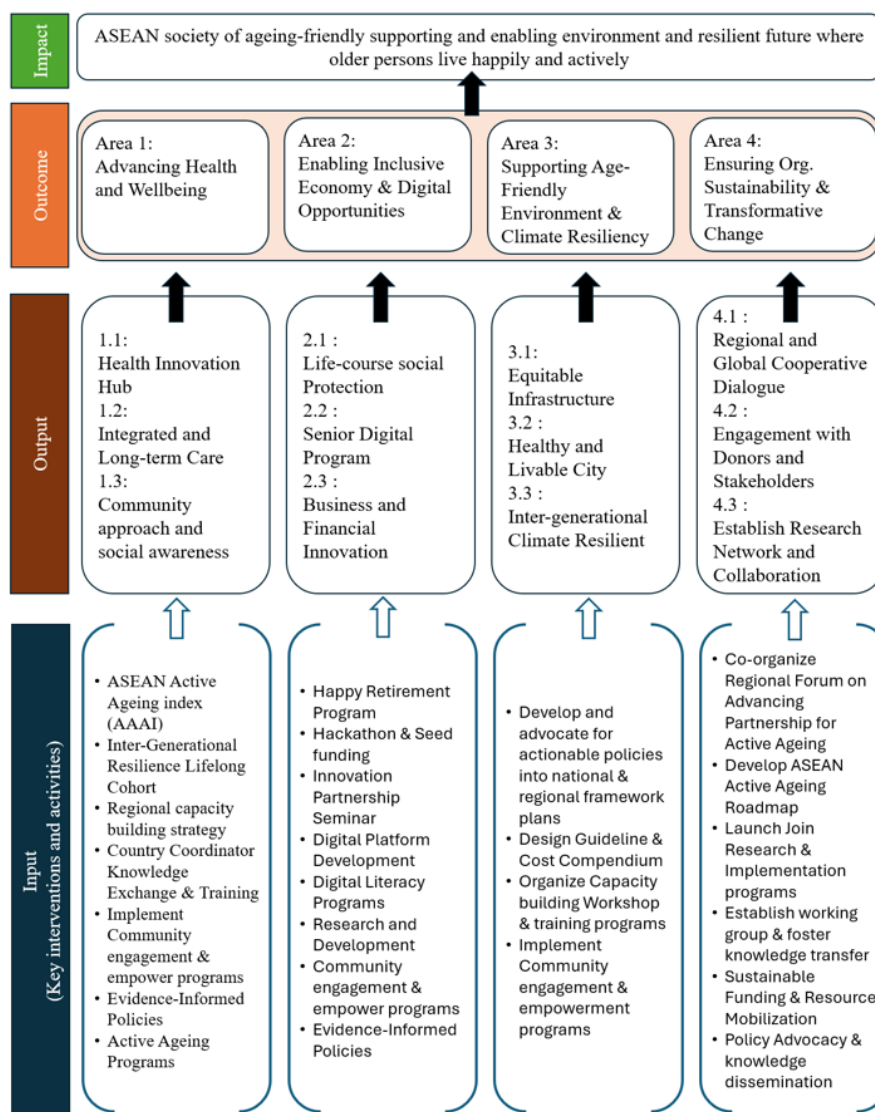 Impact
ASEAN society of ageing-friendly supporting and enabling environment and resilient future where
older persons live happily and actively
Outcome
Area 1:
Advancing Health
and Wellbeing
Area 2:
Enabling Inclusive
Economy & Digital
Opportunities
Area 3:
Supporting Age-
Friendly
Environment &
Climate Resiliency
Area 4:
Ensuring Org.
Sustainability &
Transformative
Change
Output
1.1:
Health Innovation
Hub
1.2:
Integrated and
Long-term Care
1.3:
Community
approach and
social awareness
2.1 :
Life-course social
Protection
2.2 :
Senior Digital
Program
2.3 :
Business and
Financial
Innovation
3.1:
Equitable
Infrastructure
3.2 :
Healthy and
Livable City
3.3 :
Inter-generational
Climate Resilient
4.1 :
Regional and
Global Cooperative
Dialogue
4.2 :
Engagement with
Donors and
Stakeholders
4.3 :
Establish Research
Network and
Collaboration
Input
(Key interventions and activities)
• ASEAN Active
Ageing index
(AAAI)
• Inter-Generational
Resilience Lifelong
Cohort
• Regional capacity
building strategy
• Country Coordinator
Knowledge
Exchange & Training
• Implement
Community
engagement &
empower programs
• Evidence-Informed
Policies
• Active Ageing
Programs
• Happy Retirement
Program
• Hackathon & Seed
funding
• Innovation
Partnership
Seminar
• Digital Platform
Development
• Digital Literacy
Programs
• Research and
Development
• Community
engagement &
empower programs
• Evidence-Informed
Policies
• Develop and
advocate for
actionable policies
into national &
regional framework
plans
• Design Guideline &
Cost Compendium
• Organize Capacity
building Workshop
& training programs
• Implement
Community
engagement &
empowerment
programs
• Co-organize
Regional Forum on
Advancing
Partnership for
Active Ageing
• Develop ASEAN
Active Ageing
Roadmap
• Launch Join
Research &
Implementation
programs
• Establish working
group & foster
knowledge transfer
• Sustainable
Funding & Resource
Mobilization
• Policy Advocacy &
knowledge
dissemination